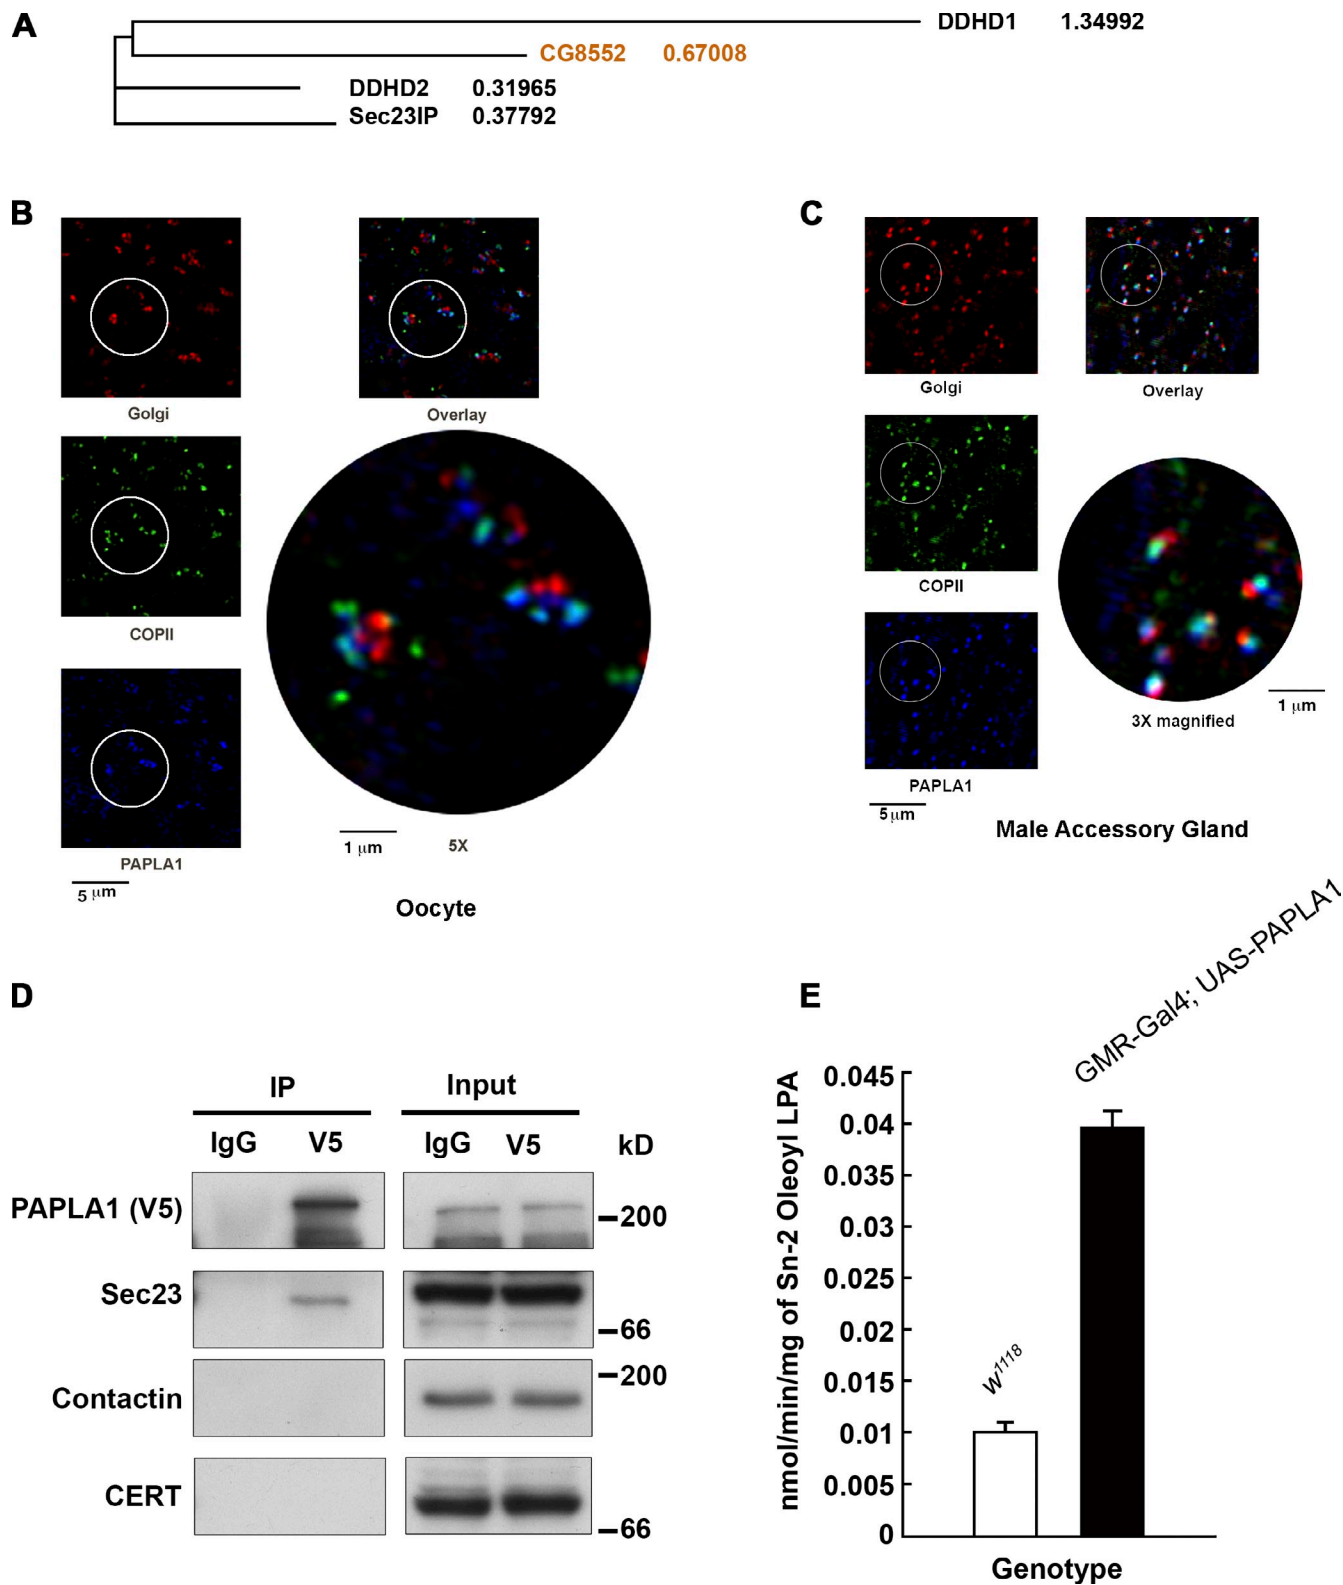 A
DDHD1 1.34992
CG8552 0.67008
DDHD2 0.31965
Sec23IP 0.37792
B
Golgi
Overlay
COPII
PAPLA1
5 μm
1 μm
5X
Oocyte
C
Golgi
Overlay
COPII
3X magnified
1 μm
PAPLA1
5 μm
Male Accessory Gland
D
IP Input
IgG V5 IgG V5 kD
PAPLA1 (V5)
200
Sec23
66
Contactin
200
CERT
66
E
GMR-Gal4; UAS-PAPLA1
w1118
nmol/min/mg of Sn-2 Oleoyl LPA
0.045
0.04
0.035
0.03
0.025
0.02
0.015
0.01
0.005
0
Genotype